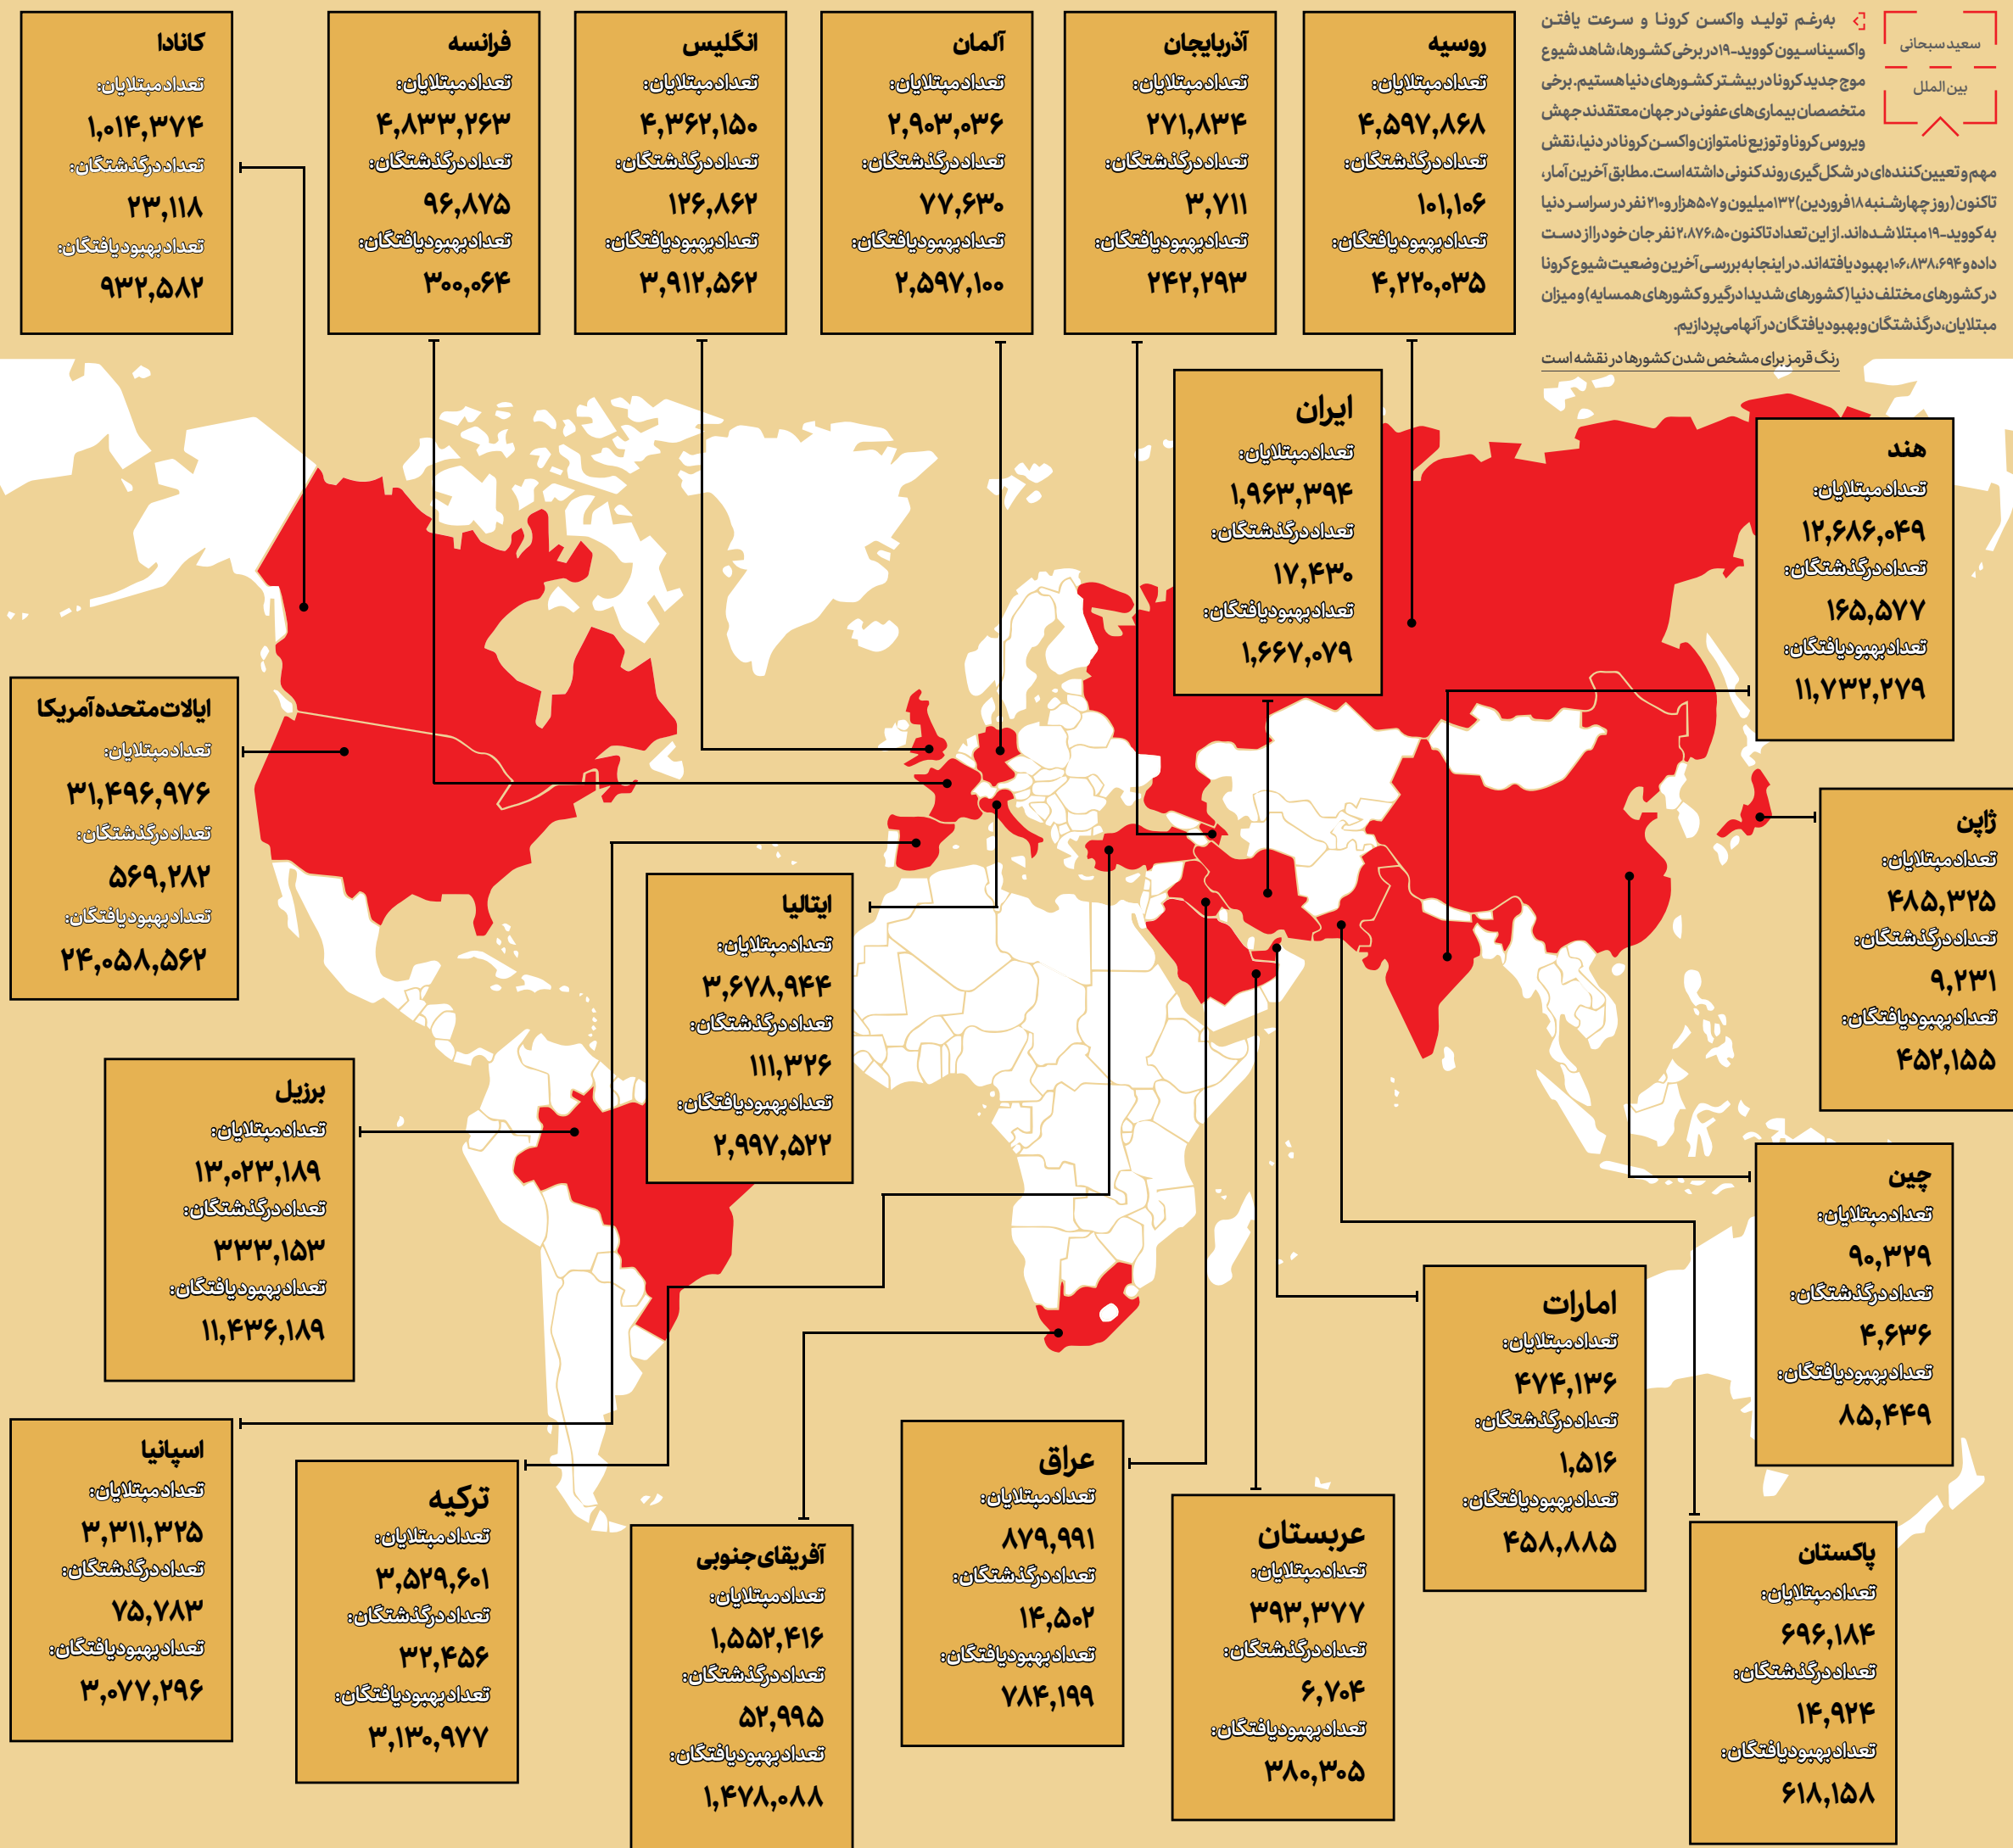 سعید سبحانی
بین الملل
به‌رغم تولید واکسن کرونا و سرعت یافتن
واکسیناسیون کووید-۱۹ در برخی کشورها، شاهد شیوع
موج جدید کرونا در بیشتر کشورهای دنیا هستیم. برخی
متخصصان بیماری‌های عفونی در جهان معتقدند جهش
ویروس کرونا و توزیع نامتوازن واکسن کرونا در دنیا، نقش
مهم و تعیین‌کننده‌ای در شکل‌گیری روند کنونی داشته است. مطابق آخرین آمار،
تاکنون (روز چهارشنبه ۱۸ فروردین) ۱۳۲ میلیون و ۵۰۷ هزار و ۲۱۰ نفر در سراسر دنیا
به کووید-۱۹ مبتلا شده‌اند. از این تعداد تاکنون ۲،۸۷۶،۵۰ نفر جان خود را از دست
داده و ۱۰۶،۸۳۸،۶۹۴ بهبود یافته‌اند. در اینجا به بررسی آخرین وضعیت شیوع کرونا
در کشورهای مختلف دنیا (کشورهای شدیدا درگیر و کشورهای همسایه) و میزان
مبتلایان، درگذشتگان و بهبودیافتگان در آنها می‌پردازیم.
رنگ قرمز برای مشخص شدن کشورها در نقشه است
روسیه
تعداد مبتلایان:
۴,۵۹۷,۸۶۸
تعداد درگذشتگان:
۱۰۱,۱۰۶
تعداد بهبودیافتگان:
۴,۲۲۰,۰۳۵
آذربایجان
تعداد مبتلایان:
۲۷۱,۸۳۴
تعداد درگذشتگان:
۳,۷۱۱
تعداد بهبودیافتگان:
۲۴۲,۲۹۳
آلمان
تعداد مبتلایان:
۲,۹۰۳,۰۳۶
تعداد درگذشتگان:
۷۷,۶۳۰
تعداد بهبودیافتگان:
۲,۵۹۷,۱۰۰
انگلیس
تعداد مبتلایان:
۴,۳۶۲,۱۵۰
تعداد درگذشتگان:
۱۲۶,۸۶۲
تعداد بهبودیافتگان:
۳,۹۱۲,۵۶۲
فرانسه
تعداد مبتلایان:
۴,۸۳۳,۲۶۳
تعداد درگذشتگان:
۹۶,۸۷۵
تعداد بهبودیافتگان:
۳۰۰,۰۶۴
کانادا
تعداد مبتلایان:
۱,۰۱۴,۳۷۴
تعداد درگذشتگان:
۲۳,۱۱۸
تعداد بهبودیافتگان:
۹۳۲,۵۸۲
ایران
تعداد مبتلایان:
۱,۹۶۳,۳۹۴
تعداد درگذشتگان:
۱۷,۴۳۰
تعداد بهبودیافتگان:
۱,۶۶۷,۰۷۹
هند
تعداد مبتلایان:
۱۲,۶۸۶,۰۴۹
تعداد درگذشتگان:
۱۶۵,۵۷۷
تعداد بهبودیافتگان:
۱۱,۷۳۲,۲۷۹
ایالات متحده آمریکا
تعداد مبتلایان:
۳۱,۴۹۶,۹۷۶
تعداد درگذشتگان:
۵۶۹,۲۸۲
تعداد بهبودیافتگان:
۲۴,۰۵۸,۵۶۲
ژاپن
تعداد مبتلایان:
۴۸۵,۳۲۵
تعداد درگذشتگان:
۹,۲۳۱
تعداد بهبودیافتگان:
۴۵۲,۱۵۵
ایتالیا
تعداد مبتلایان:
۳,۶۷۸,۹۴۴
تعداد درگذشتگان:
۱۱۱,۳۲۶
تعداد بهبودیافتگان:
۲,۹۹۷,۵۲۲
برزیل
تعداد مبتلایان:
۱۳,۰۲۳,۱۸۹
تعداد درگذشتگان:
۳۳۳,۱۵۳
تعداد بهبودیافتگان:
۱۱,۴۳۶,۱۸۹
چین
تعداد مبتلایان:
۹۰,۳۲۹
تعداد درگذشتگان:
۴,۶۳۶
تعداد بهبودیافتگان:
۸۵,۴۴۹
امارات
تعداد مبتلایان:
۴۷۴,۱۳۶
تعداد درگذشتگان:
۱,۵۱۶
تعداد بهبودیافتگان:
۴۵۸,۸۸۵
پاکستان
تعداد مبتلایان:
۶۹۶,۱۸۴
تعداد درگذشتگان:
۱۴,۹۲۴
تعداد بهبودیافتگان:
۶۱۸,۱۵۸
عربستان
تعداد مبتلایان:
۳۹۳,۳۷۷
تعداد درگذشتگان:
۶,۷۰۴
تعداد بهبودیافتگان:
۳۸۰,۳۰۵
عراق
تعداد مبتلایان:
۸۷۹,۹۹۱
تعداد درگذشتگان:
۱۴,۵۰۲
تعداد بهبودیافتگان:
۷۸۴,۱۹۹
آفریقای جنوبی
تعداد مبتلایان:
۱,۵۵۲,۴۱۶
تعداد درگذشتگان:
۵۲,۹۹۵
تعداد بهبودیافتگان:
۱,۴۷۸,۰۸۸
ترکیه
تعداد مبتلایان:
۳,۵۲۹,۶۰۱
تعداد درگذشتگان:
۳۲,۴۵۶
تعداد بهبودیافتگان:
۳,۱۳۰,۹۷۷
اسپانیا
تعداد مبتلایان:
۳,۳۱۱,۳۲۵
تعداد درگذشتگان:
۷۵,۷۸۳
تعداد بهبودیافتگان:
۳,۰۷۷,۲۹۶